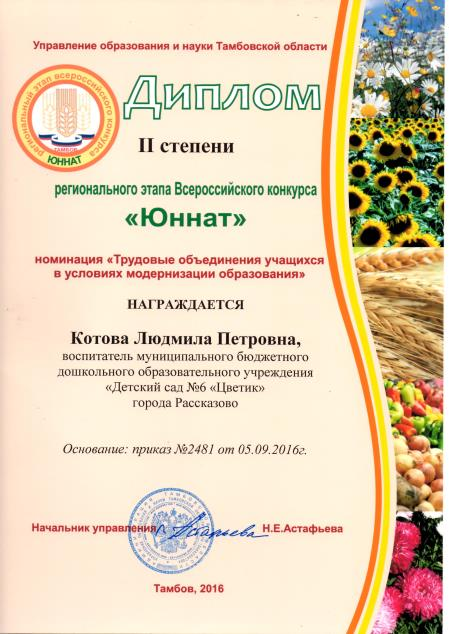 Управление образования и науки Тамбовской области
региональный этап всероссийского конкурса
ТАМБОВ
ЮННАТ
Диплом
II степени
регионального этапа Всероссийского конкурса
«Юннат»
номинация «Трудовые объединения учащихся
в условиях модернизации образования»
НАГРАЖДАЕТСЯ
Котова Людмила Петровна,
воспитатель муниципального бюджетного
дошкольного образовательного учреждения
«Детский сад №6 «Цветик»
города Рассказово
Основание: приказ №2481 от 05.09.2016г.
Начальник управления
Н.Е.Астафьева
Тамбов, 2016